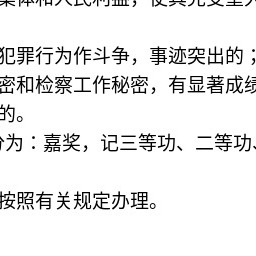 集体和人民利益，使其免受重大
犯罪行为作斗争，事迹突出的；
密和检察工作秘密，有显著成绩
的。
分为：嘉奖，记三等功、二等功、
按照有关规定办理。